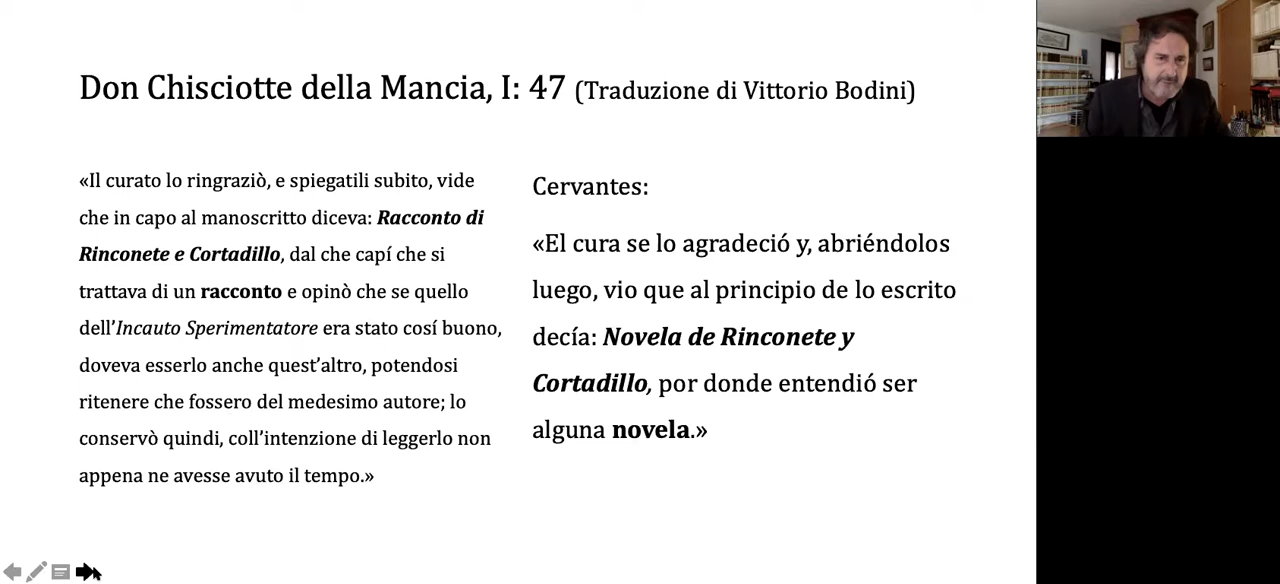 Don Chisciotte della Mancia, I: 47 (Traduzione di Vittorio Bodini)
«Il curato lo ringraziò, e spiegatili subito, vide
che in capo al manoscritto diceva: Racconto di
Rinconete e Cortadillo, dal che capí che si
trattava di un racconto e opinò che se quello
dell’Incauto Sperimentatore era stato cosí buono,
doveva esserlo anche quest’altro, potendosi
ritenere che fossero del medesimo autore; lo
conservò quindi, coll’intenzione di leggerlo non
appena ne avesse avuto il tempo.»
Cervantes:
«El cura se lo agradeció y, abriéndolos
luego, vio que al principio de lo escrito
decía: Novela de Rinconete y
Cortadillo, por donde entendió ser
alguna novela.»